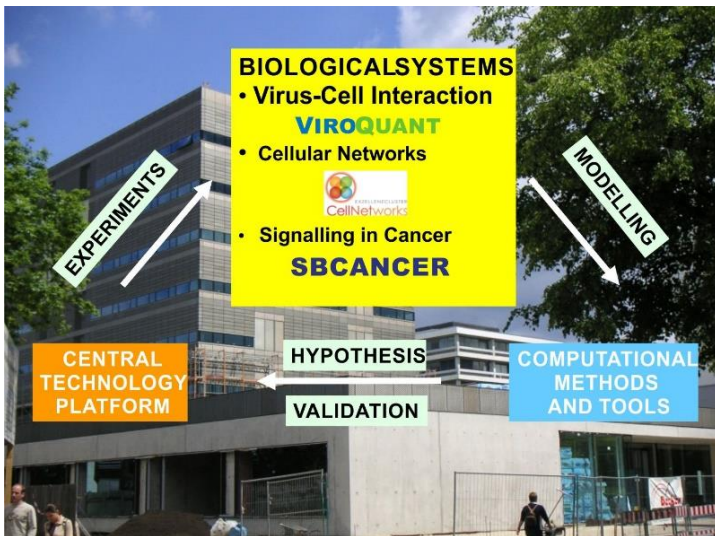 BIOLOGICALSYSTEMS
• Virus-Cell Interaction
VIROQUANT
• Cellular Networks
EXCELLENCECLUSTER
CellNetworks
• Signalling in Cancer
SBCANCER
EXPERIMENTS
MODELLING
CENTRAL
TECHNOLOGY
PLATFORM
HYPOTHESIS
VALIDATION
COMPUTATIONAL
METHODS
AND TOOLS